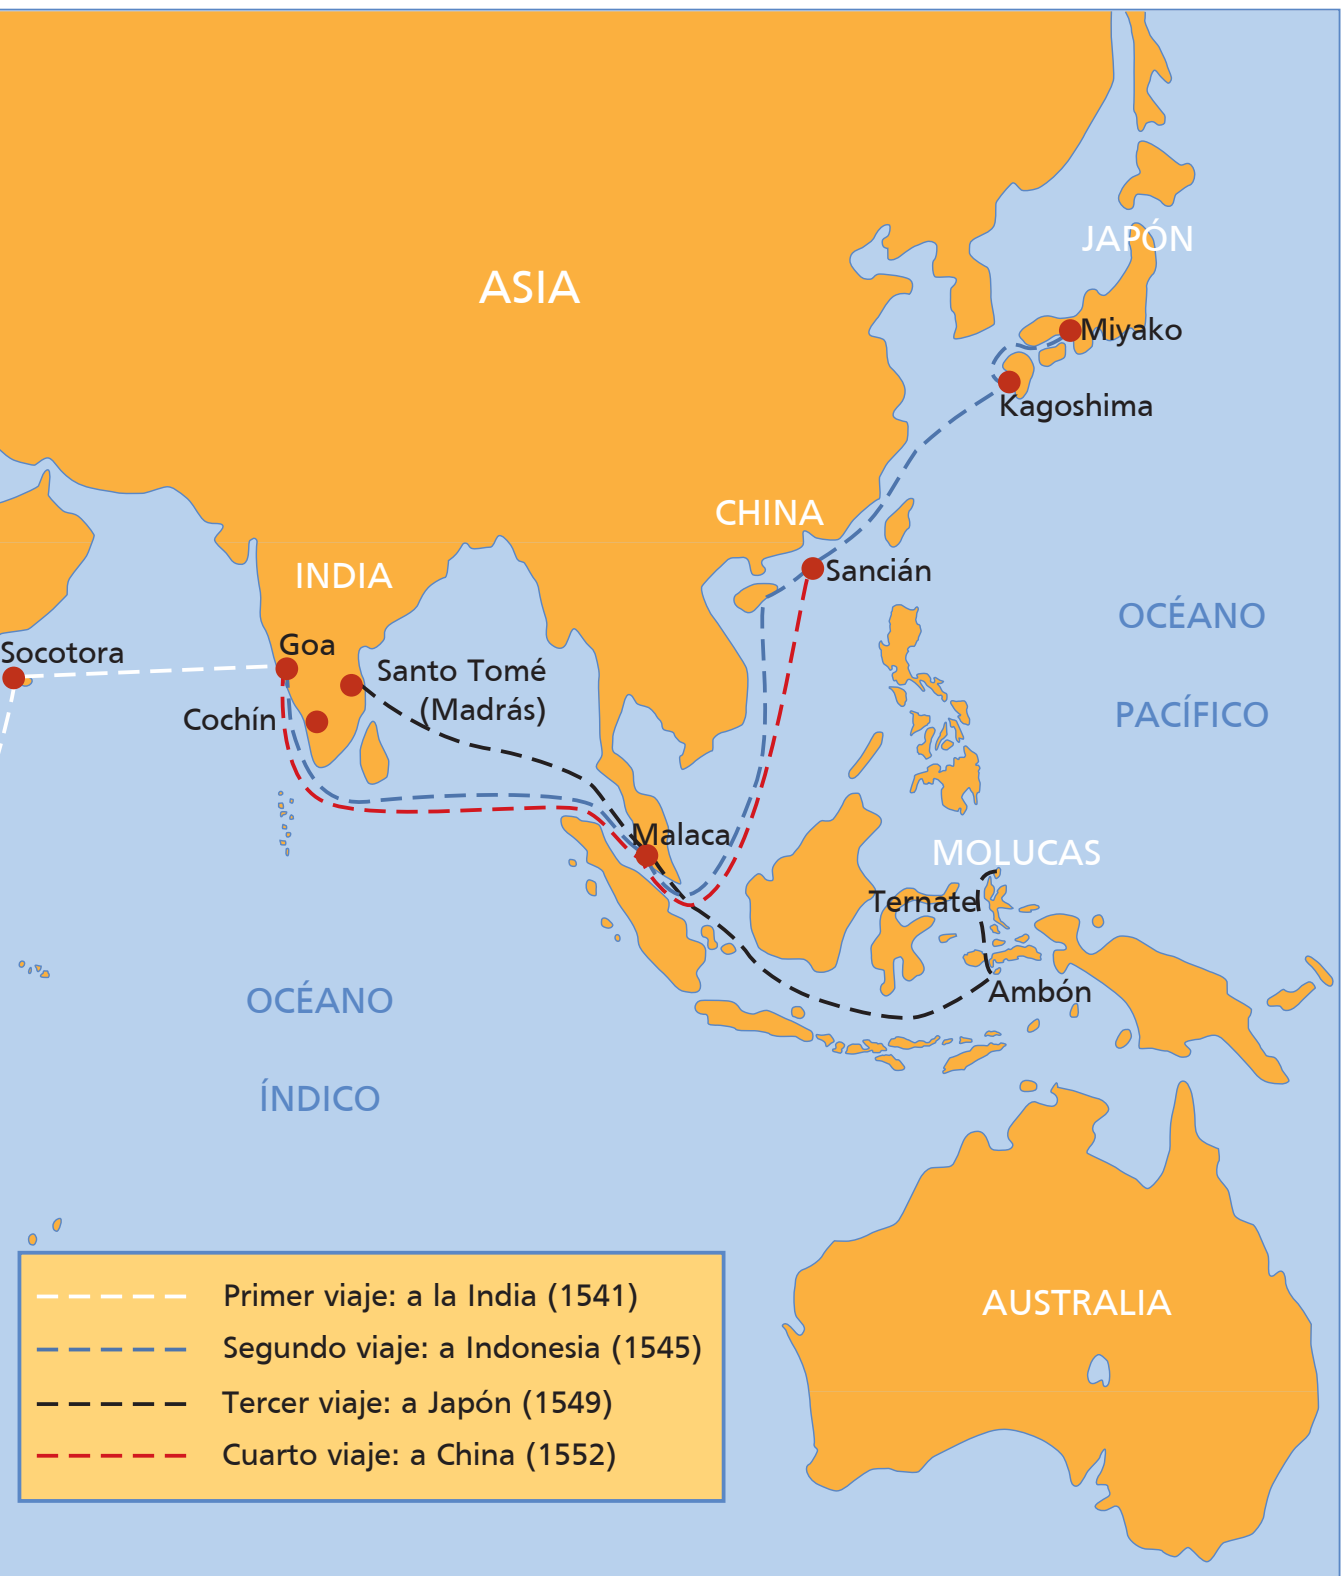 JAPÓN
ASIA
Miyako
Kagoshima
CHINA
Sancián
INDIA
OCÉANO
PACÍFICO
Goa
Socotora
Santo Tomé
(Madrás)
Cochín
Malaca
MOLUCAS
Ternate
Ambón
OCÉANO
ÍNDICO
AUSTRALIA
Primer viaje: a la India (1541)
Segundo viaje: a Indonesia (1545)
Tercer viaje: a Japón (1549)
Cuarto viaje: a China (1552)